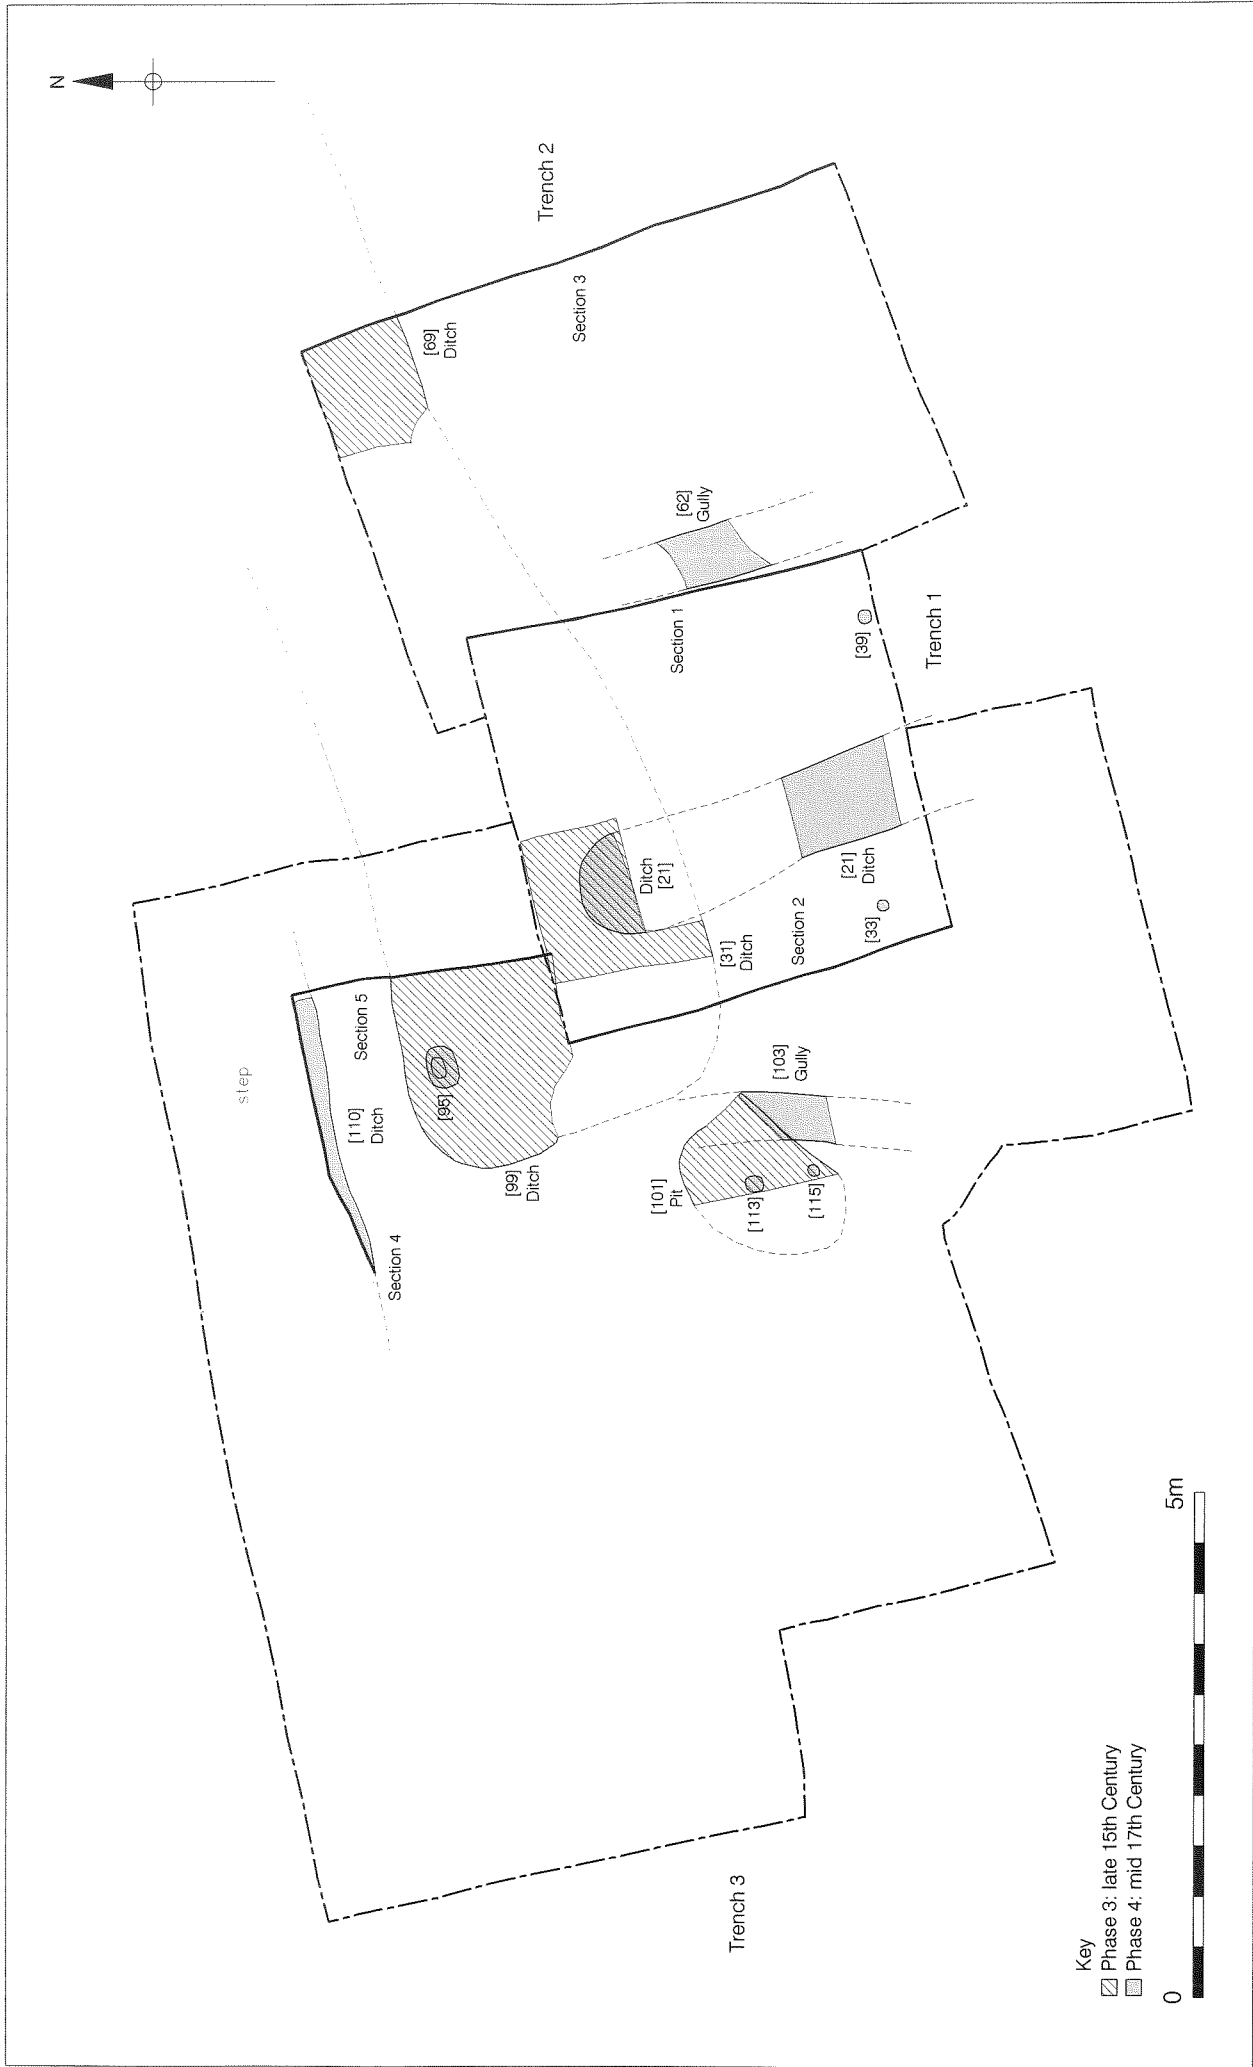 N
Trench 2
[69]
Ditch
Section 3
[62]
Gully
Section 1
[39]
Trench 1
Ditch
[21]
[21]
Ditch
[31]
Ditch
Section 2
[33]
step
Section 5
[110]
Ditch
[95]
[99]
Ditch
Section 4
[103]
Gully
[101]
Pit
[113]
[115]
Trench 3
Key
Phase 3: late 15th Century
Phase 4: mid 17th Century
0
5m